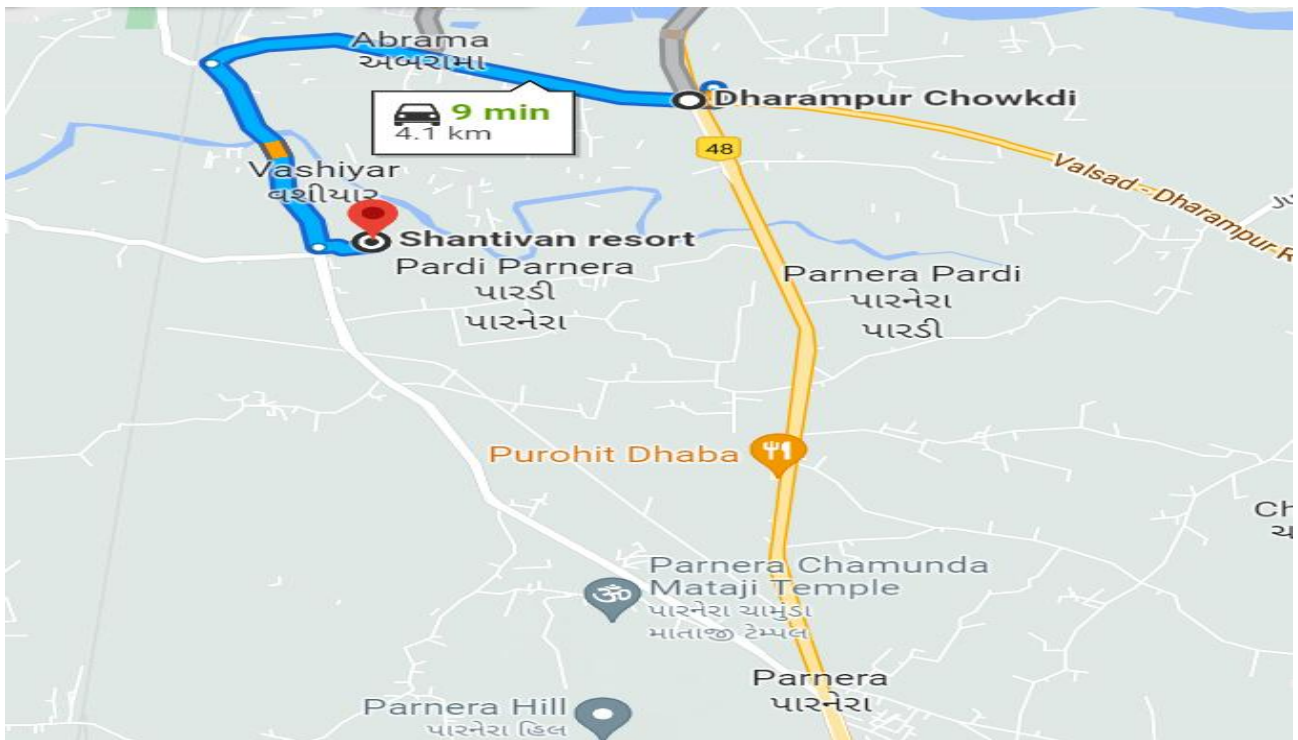 Abrama
અબરામા
9 min
4.1 km
Dharampur Chowkdi
48
Vashiyar
વશીયાર
Valsad - Dharampur-R
Shantivan resort
Pardi Parnera
પારડી
પારનેરા
Parnera Pardi
પારનેરા
પારડી
Purohit Dhaba
Ch
Parnera Chamunda
Mataji Temple
પારનેરા ચામુંડા
માતાજી ટેમ્પલ
Parnera
પારનેરા
Parnera Hill
પારનેરા હિલ